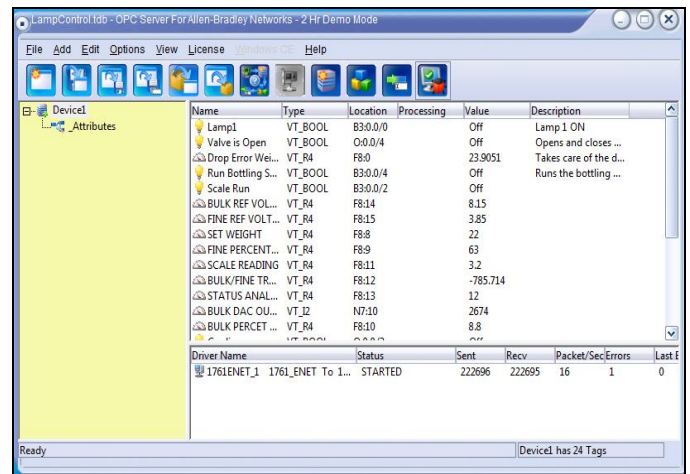 LampControl.tdb - OPC Server For Allen-Bradley Networks - 2 Hr Demo Mode
File Add Edit Options View License Windows CE Help
Device1
_Attributes
Name Type Location Processing Value Description
Lamp1 VT_BOOL B3:0.0/0 Off Lamp 1 ON
Valve is Open VT_BOOL O:0.0/4 Off Opens and closes ...
Drop Error Wei... VT_R4 F8:0 23.9051 Takes care of the d...
Run Bottling S... VT_BOOL B3:0.0/4 Off Runs the bottling ...
Scale Run VT_BOOL B3:0.0/2 Off
BULK REF VOL... VT_R4 F8:14 8.15
FINE REF VOLT... VT_R4 F8:15 3.85
SET WEIGHT VT_R4 F8:8 22
FINE PERCENT... VT_R4 F8:9 63
SCALE READING VT_R4 F8:11 3.2
BULK/FINE TR... VT_R4 F8:12 -785.714
STATUS ANAL... VT_R4 F8:13 12
BULK DAC OU... VT_I2 N7:10 2674
BULK PERCET ... VT_R4 F8:10 8.8
Driver Name Status Sent Recv Packet/Sec Errors Last E
1761ENET_1 1761_ENET To 1... STARTED 222696 222695 16 1 0
Ready Device1 has 24 Tags